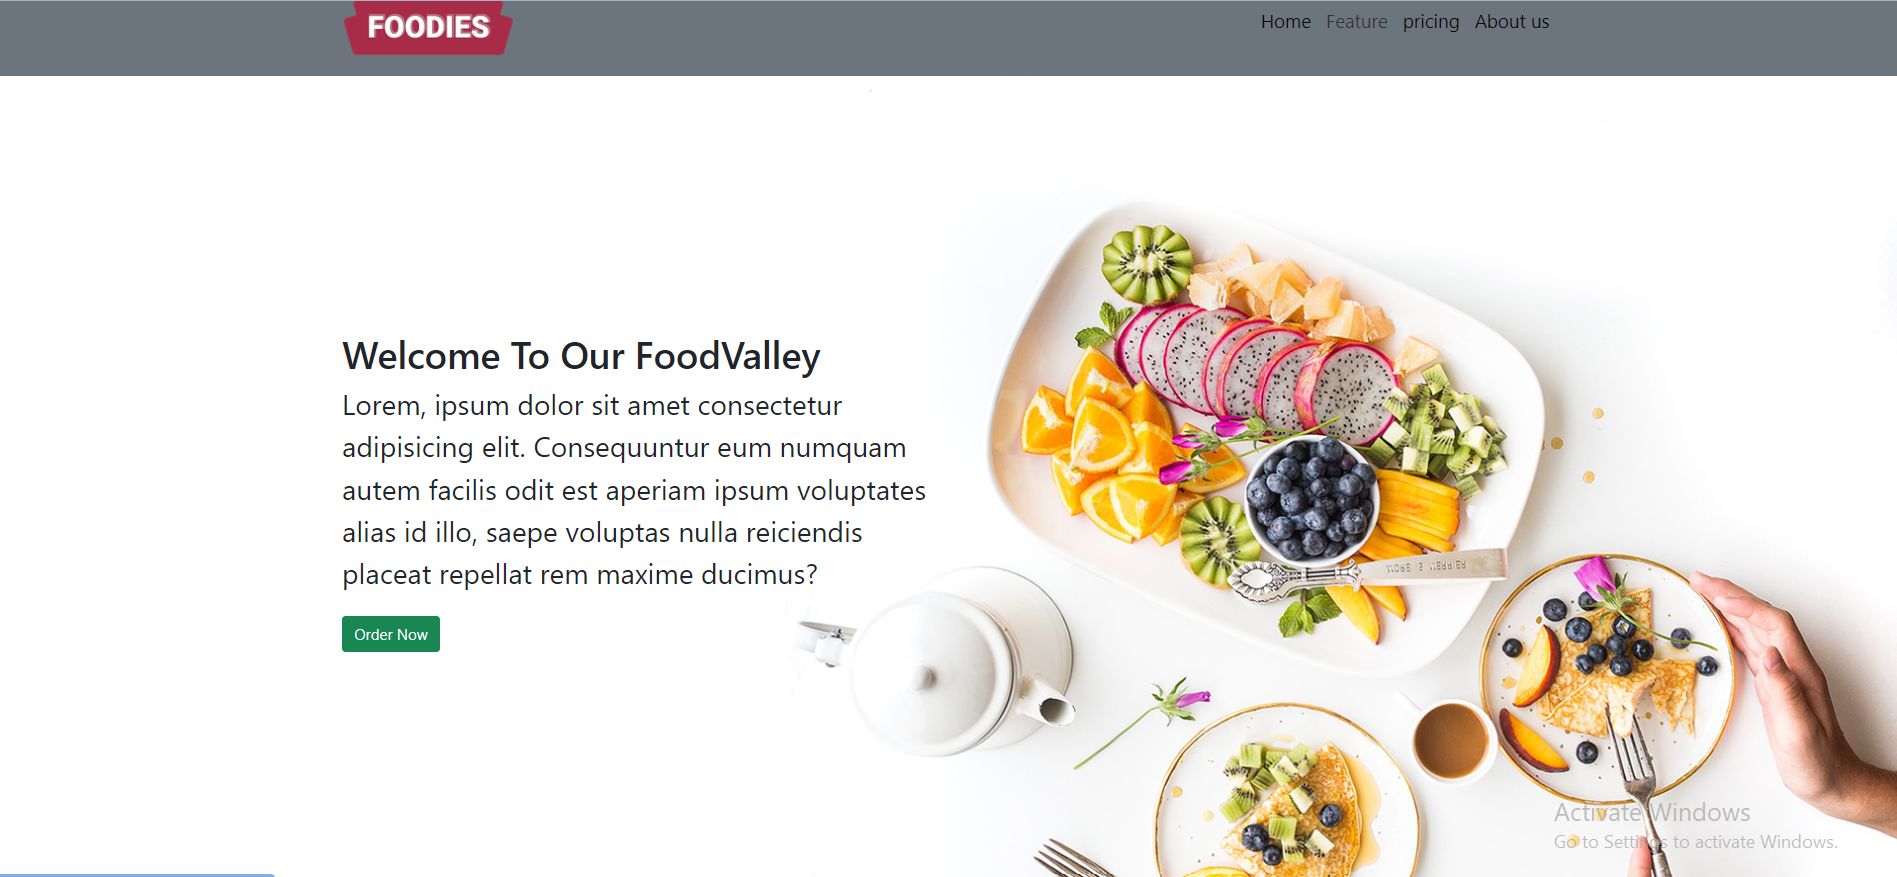 FOODIES
Home Feature pricing About us
Welcome To Our FoodValley
Lorem, ipsum dolor sit amet consectetur
adipisicing elit. Consequuntur eum numquam
autem facilis odit est aperiam ipsum voluptates
alias id illo, saepe voluptas nulla reiciendis
placeat repellat rem maxime ducimus?
Order Now
Activate Windows
Go to Settings to activate Windows.